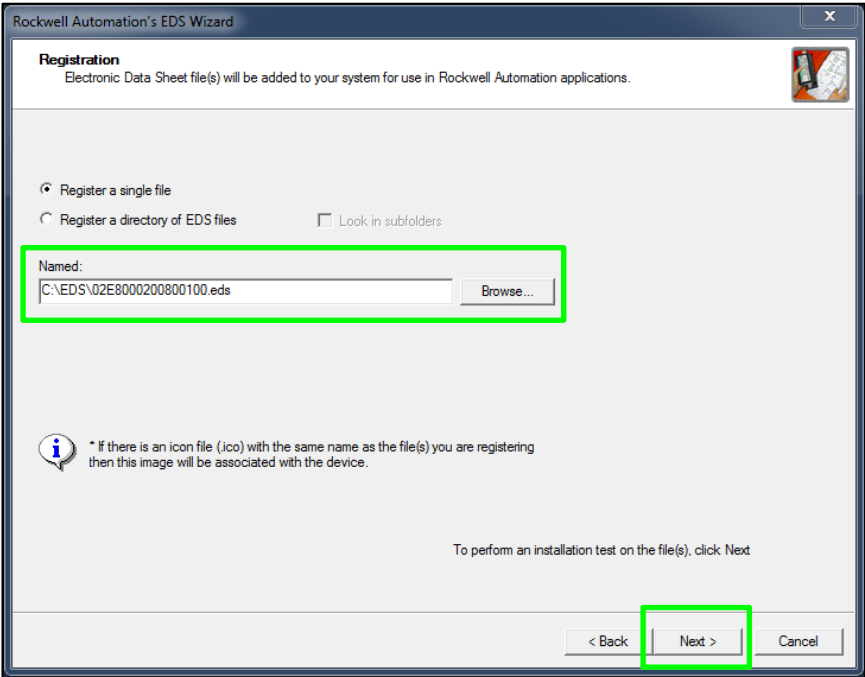 Rockwell Automation's EDS Wizard
x
Registration
Electronic Data Sheet file(s) will be added to your system for use in Rockwell Automation applications.
Register a single file
Register a directory of EDS files
Look in subfolders
Named:
C:\EDS\02E8000200800100.eds
Browse...
* If there is an icon file (.ico) with the same name as the file(s) you are registering
then this image will be associated with the device.
To perform an installation test on the file(s), click Next
< Back
Next >
Cancel